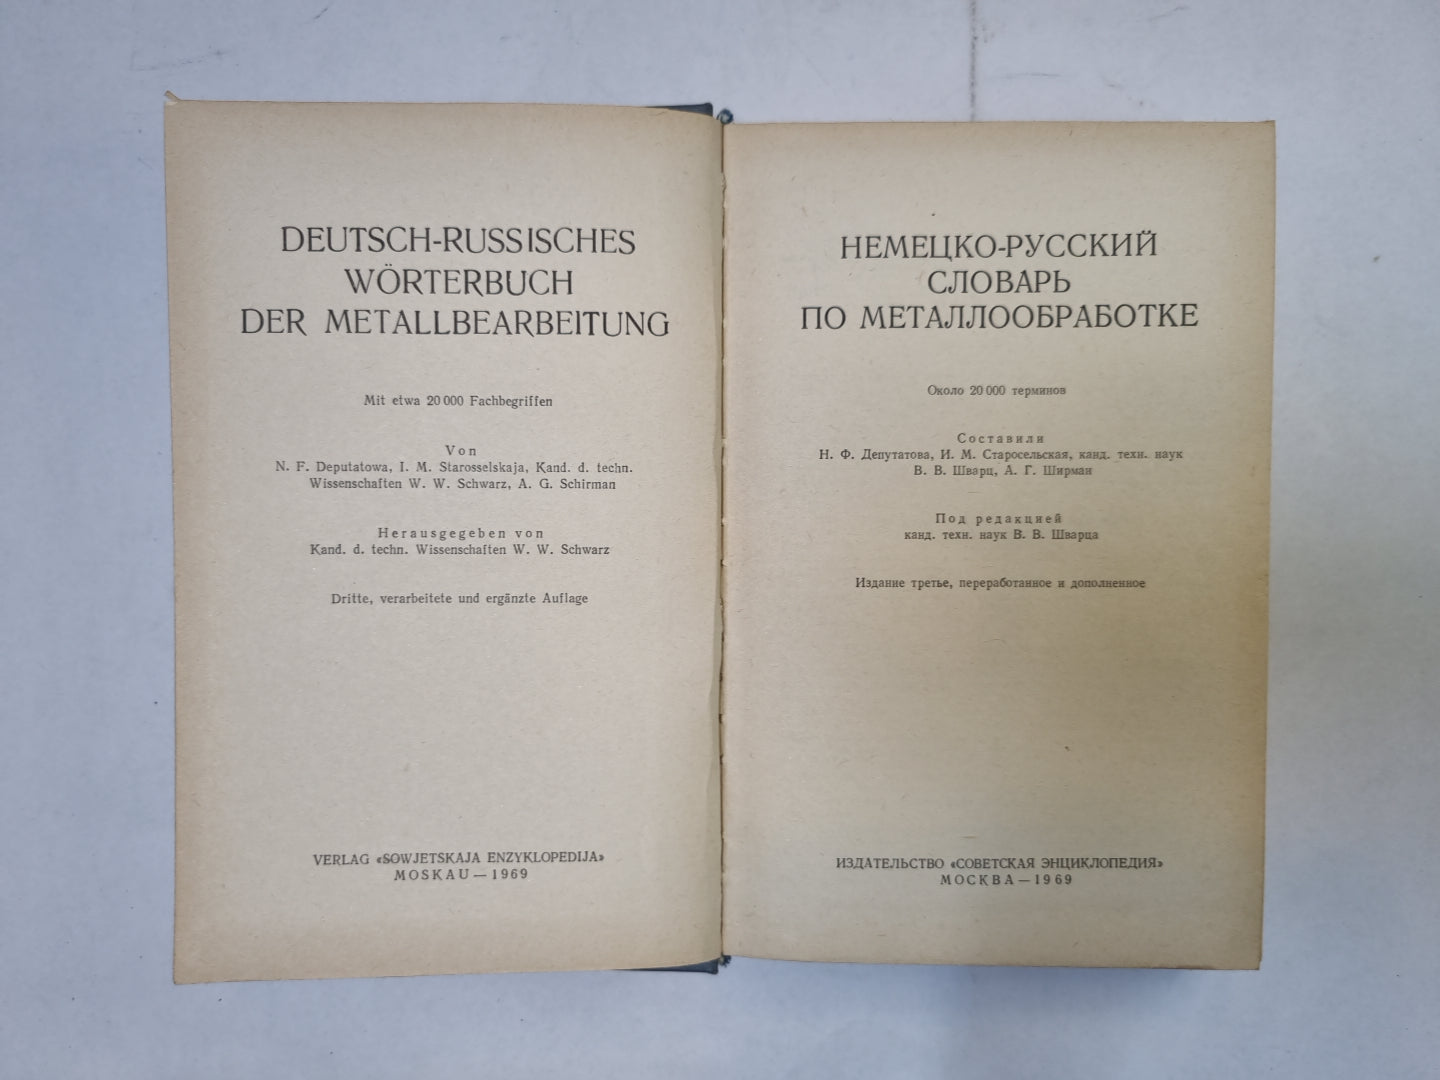 DEUTSCH-RUSSISCHES
WÖRTERBUCH
DER METALLBEARBEITUNG
Mit etwa 20 000 Fachbegriffen
Von
N. F. Deputatowa, I. M. Starosselskaja, Kand. d. techn.
Wissenschaften W. W. Schwarz, A. G. Schirman
Herausgegeben von
Kand. d. techn. Wissenschaften W. W. Schwarz
Dritte, verarbeitete und ergänzte Auflage
VERLAG «SOWJETSKAJA ENZYKLOPEDIJA»
MOSKAU — 1969
НЕМЕЦКО-РУССКИЙ
СЛОВАРЬ
ПО МЕТАЛЛООБРАБОТКЕ
Около 20 000 терминов
Составили
Н. Ф. Депутатова, И. М. Старосельская, канд. техн. наук
В. В. Шварц, А. Г. Ширман
Под редакцией
канд. техн. наук В. В. Шварца
Издание третье, переработанное и дополненное
ИЗДАТЕЛЬСТВО «СОВЕТСКАЯ ЭНЦИКЛОПЕДИЯ»
МОСКВА — 1969